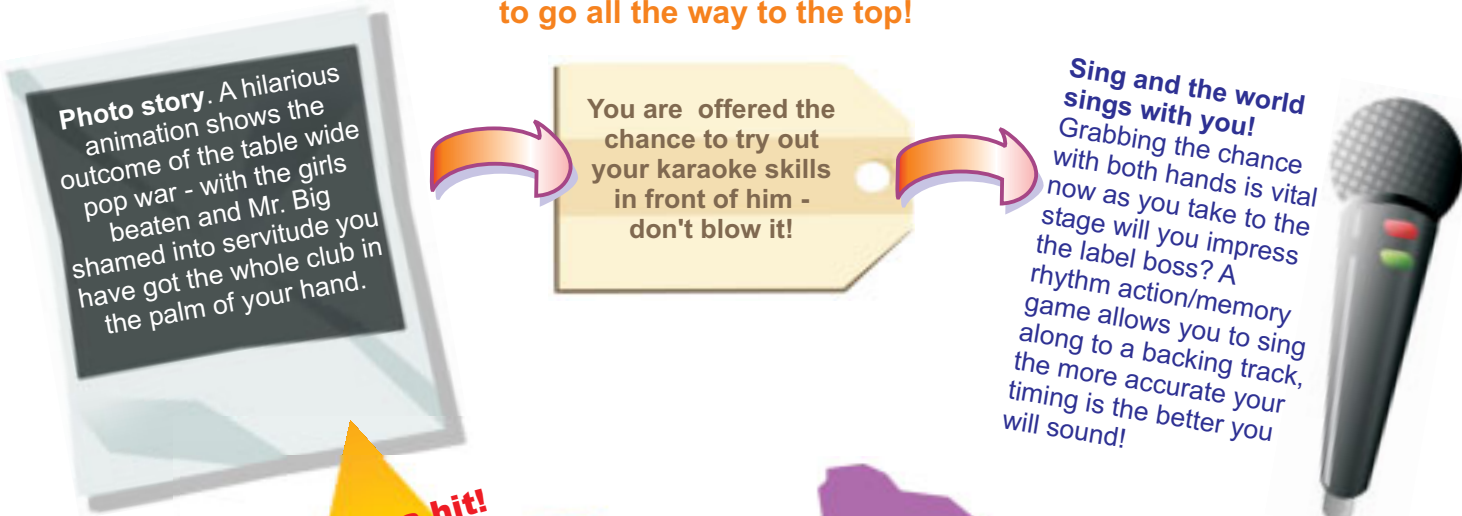 to go all the way to the top!
Photo story. A hilarious
animation shows the
outcome of the table wide
pop war - with the girls
beaten and Mr. Big
shamed into servitude you
have got the whole club in
the palm of your hand.
You are  offered the
chance to try out
your karaoke skills
in front of him -
don't blow it!
Sing and the world
sings with you!
Grabbing the chance
with both hands is vital
now as you take to the
stage will you impress
the label boss? A
rhythm action/memory
game allows you to sing
along to a backing track,
the more accurate your
timing is the better you
will sound!
hit!